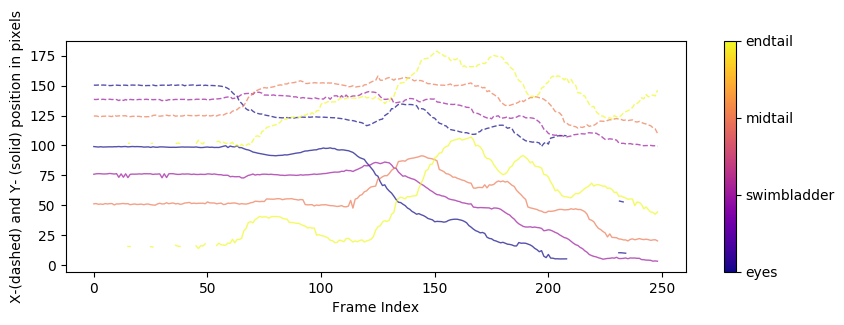 X-(dashed) and Y- (solid) position in pixels
175
150
125
100
75
50
25
0
0 50 100 150 200 250
Frame Index
endtail
midtail
swimbladder
eyes